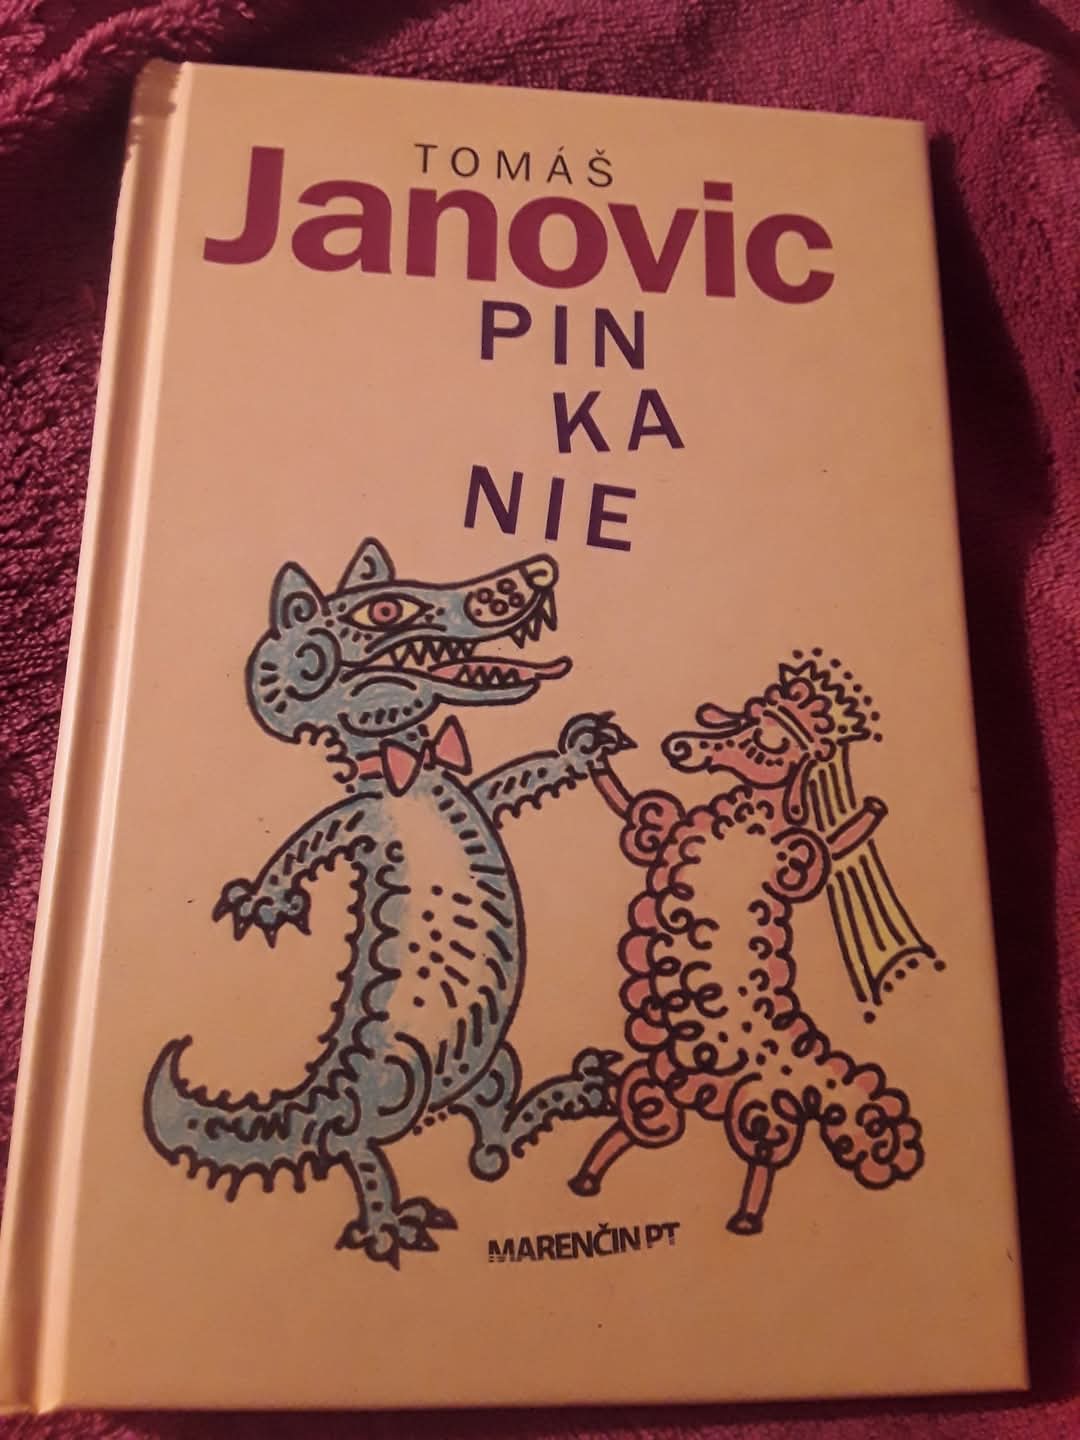 TOMÁŠ
Janovic
PIN
KA
NIE
MARENČIN PT